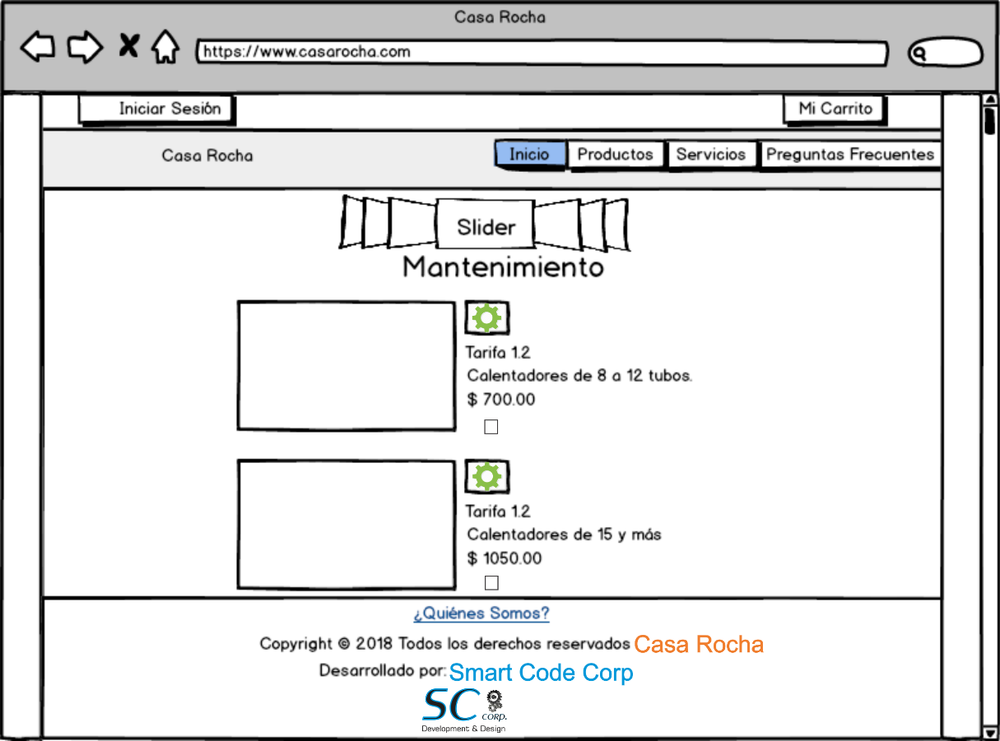 Casa Rocha
https://www.casarocha.com
Iniciar Sesión
Mi Carrito
Casa Rocha
Inicio
Productos
Servicios
Preguntas Frecuentes
Slider
Mantenimiento
Tarifa 1.2
Calentadores de 8 a 12 tubos.
$ 700.00
Tarifa 1.2
Calentadores de 15 y más
$ 1050.00
¿Quiénes Somos?
Copyright © 2018 Todos los derechos reservados Casa Rocha
Desarrollado por: Smart Code Corp
SC CORP.
Development & Design